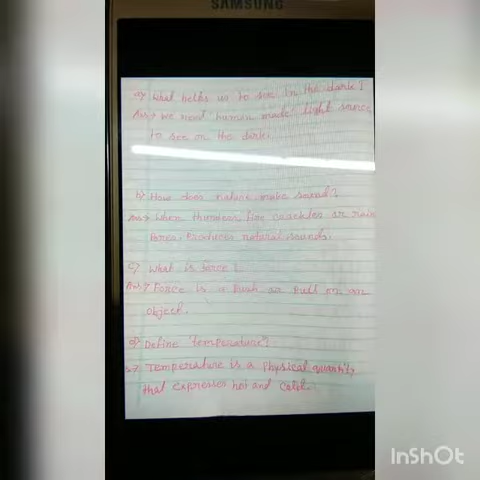 SAMSUNG
a) What helps us to see in the dark?
Ans → We need human made light source
to see in the dark.
b) How does nature make sound?
Ans → When thunder, fire crackles or rain
Produces natural sounds.
c) What is force?
Ans → Force is a push or pull on an
object.
d) Define Temperature?
→ Temperature is a physical quantity
that expresses hot and cold.
InShOt